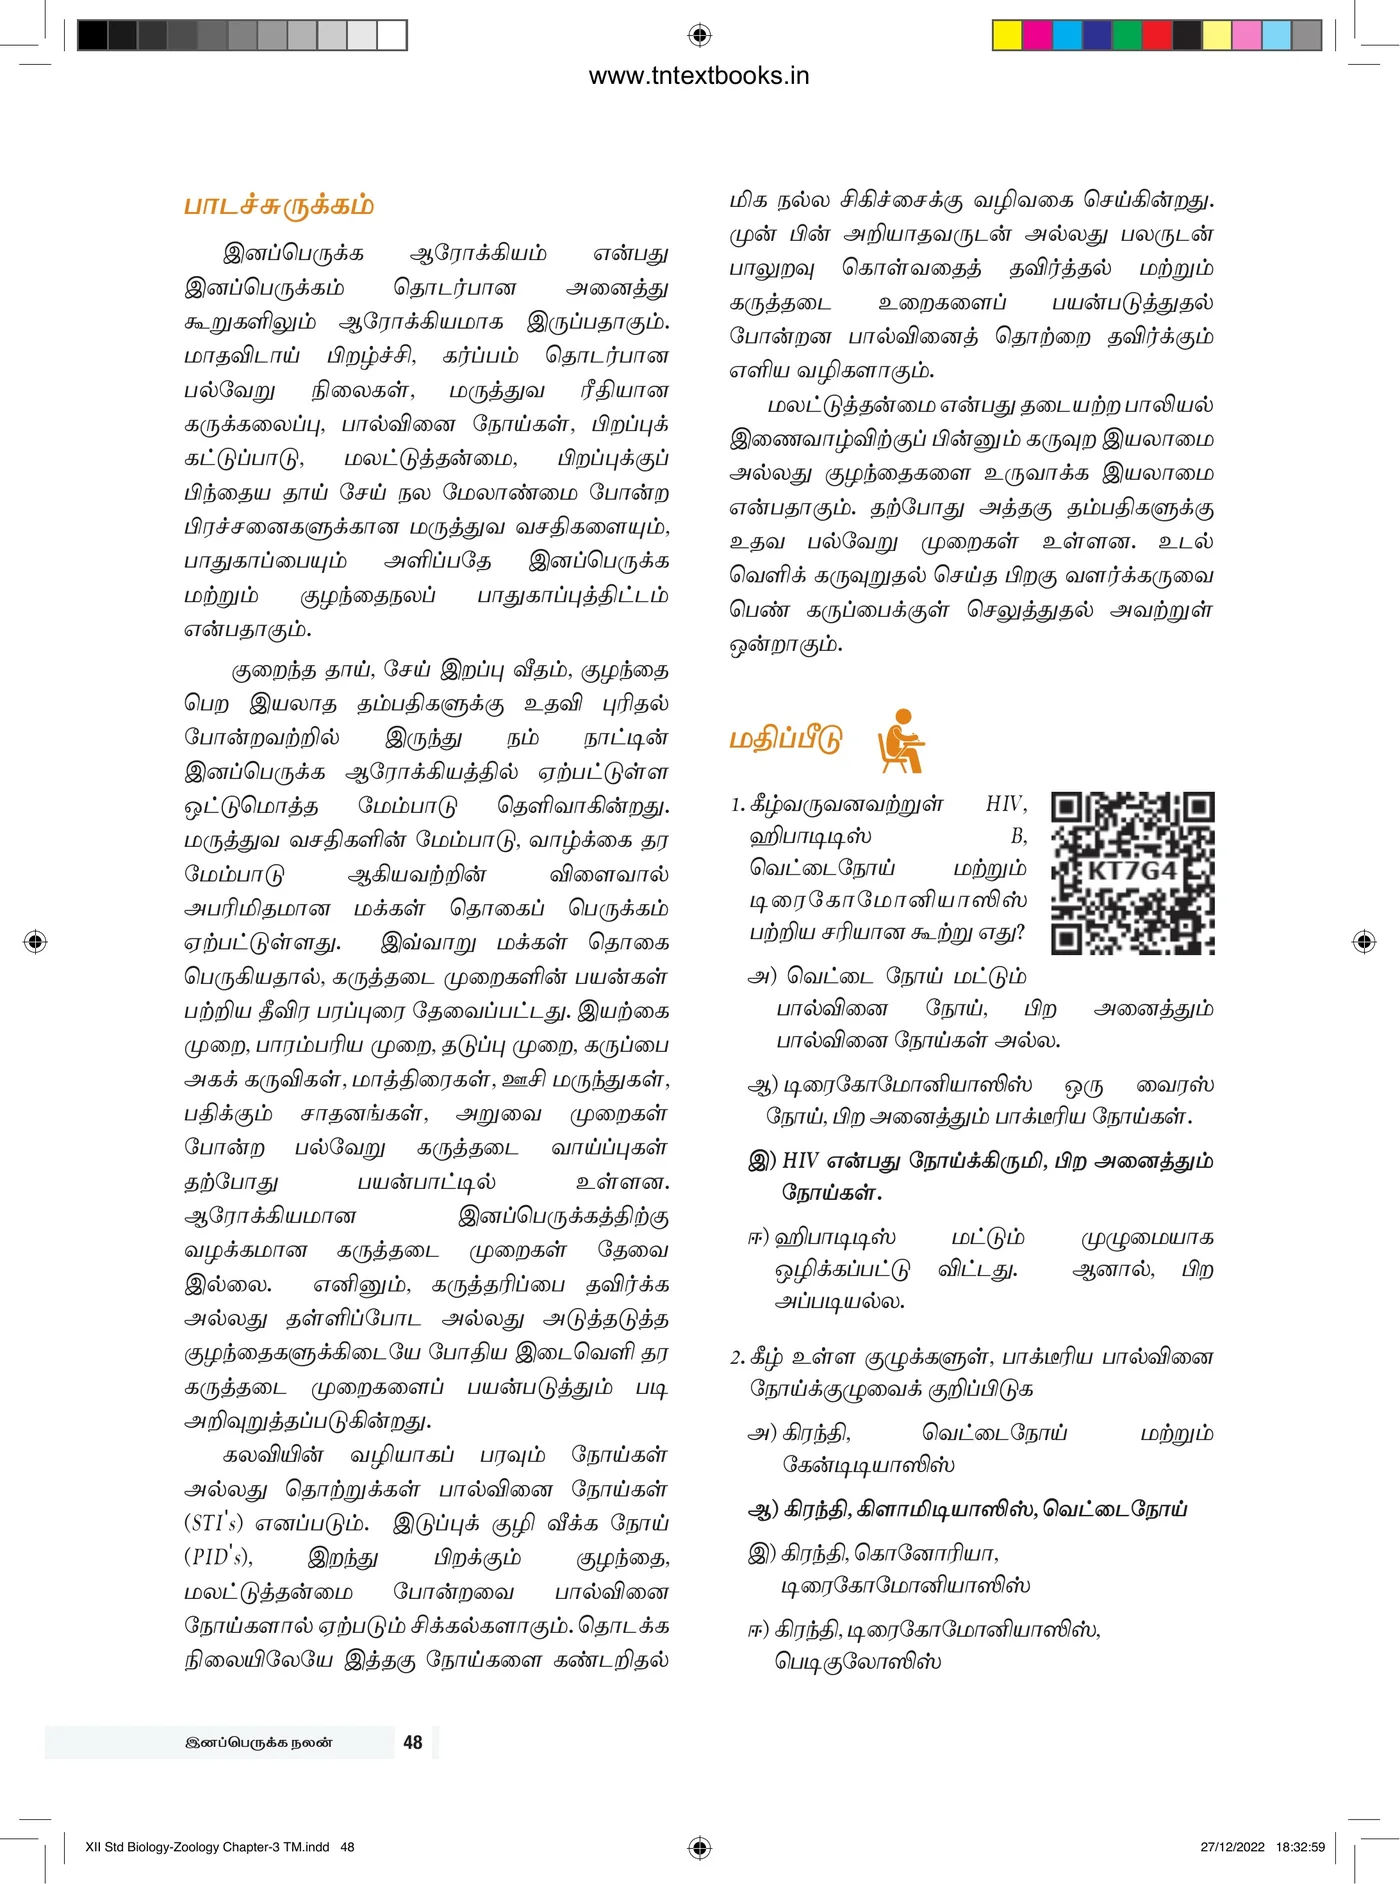 www.tntextbooks.in
பாடச்சுருக்கம்
இனப்பெருக்க ஆரோக்கியம் என்பது
இனப்பெருக்கம் தொடர்பான அனைத்து
கூறுகளிலும் ஆரோக்கியமாக இருப்பதாகும்.
மாதவிடாய் பிறழ்ச்சி, கர்ப்பம் தொடர்பான
பல்வேறு நிலைகள், மருத்துவ ரீதியான
கருக்கலைப்பு, பால்வினை நோய்கள், பிறப்புக்
கட்டுப்பாடு, மலட்டுத்தன்மை, பிறப்புக்குப்
பிந்தைய தாய் சேய் நல மேலாண்மை போன்ற
பிரச்சனைகளுக்கான மருத்துவ வசதிகளையும்,
பாதுகாப்பையும் அளிப்பதே இனப்பெருக்க
மற்றும் குழந்தைநலப் பாதுகாப்புத்திட்டம்
என்பதாகும்.
குறைந்த தாய், சேய் இறப்பு வீதம், குழந்தை
பெற இயலாத தம்பதிகளுக்கு உதவி புரிதல்
போன்றவற்றில் இருந்து நம் நாட்டின்
இனப்பெருக்க ஆரோக்கியத்தில் ஏற்பட்டுள்ள
ஒட்டுமொத்த மேம்பாடு தெளிவாகின்றது.
மருத்துவ வசதிகளின் மேம்பாடு, வாழ்க்கை தர
மேம்பாடு ஆகியவற்றின் விளைவால்
அபரிமிதமான மக்கள் தொகைப் பெருக்கம்
ஏற்பட்டுள்ளது. இவ்வாறு மக்கள் தொகை
பெருகியதால், கருத்தடை முறைகளின் பயன்கள்
பற்றிய தீவிர பரப்புரை தேவைப்பட்டது. இயற்கை
முறை, பாரம்பரிய முறை, தடுப்பு முறை, கருப்பை
அகக் கருவிகள், மாத்திரைகள், ஊசி மருந்துகள்,
பதிக்கும் சாதனங்கள், அறுவை முறைகள்
போன்ற பல்வேறு கருத்தடை வாய்ப்புகள்
தற்போது பயன்பாட்டில் உள்ளன.
ஆரோக்கியமான இனப்பெருக்கத்திற்கு
வழக்கமான கருத்தடை முறைகள் தேவை
இல்லை. எனினும், கருத்தரிப்பை தவிர்க்க
அல்லது தள்ளிப்போட அல்லது அடுத்தடுத்த
குழந்தைகளுக்கிடையே போதிய இடைவெளி தர
கருத்தடை முறைகளைப் பயன்படுத்தும் படி
அறிவுறுத்தப்படுகின்றது.
கலவியின் வழியாகப் பரவும் நோய்கள்
அல்லது தொற்றுக்கள் பால்வினை நோய்கள்
(STI's) எனப்படும். இடுப்புக் குழி வீக்க நோய்
(PID's), இறந்து பிறக்கும் குழந்தை,
மலட்டுத்தன்மை போன்றவை பால்வினை
நோய்களால் ஏற்படும் சிக்கல்களாகும். தொடக்க
நிலையிலேயே இத்தகு நோய்களை கண்டறிதல்
மிக நல்ல சிகிச்சைக்கு வழிவகை செய்கின்றது.
முன் பின் அறியாதவருடன் அல்லது பலருடன்
பாலுறவு கொள்வதைத் தவிர்த்தல் மற்றும்
கருத்தடை உறைகளைப் பயன்படுத்துதல்
போன்றன பால்வினைத் தொற்றை தவிர்க்கும்
எளிய வழிகளாகும்.
மலட்டுத்தன்மை என்பது தடையற்ற பாலியல்
இணைவாழ்விற்குப் பின்னும் கருவுற இயலாமை
அல்லது குழந்தைகளை உருவாக்க இயலாமை
என்பதாகும். தற்போது அத்தகு தம்பதிகளுக்கு
உதவ பல்வேறு முறைகள் உள்ளன. உடல்
வெளிக் கருவுறுதல் செய்த பிறகு வளர்க்கருவை
பெண் கருப்பைக்குள் செலுத்துதல் அவற்றுள்
ஒன்றாகும்.
மதிப்பீடு
1. கீழ்வருவனவற்றுள் HIV,
ஹிபாடிடிஸ் B,
வெட்டைநோய் மற்றும்
டிரைகோமோனியாஸிஸ்
பற்றிய சரியான கூற்று எது?
KT7G4
அ) வெட்டை நோய் மட்டும்
பால்வினை நோய், பிற அனைத்தும்
பால்வினை நோய்கள் அல்ல.
ஆ) டிரைகோமோனியாஸிஸ் ஒரு வைரஸ்
நோய், பிற அனைத்தும் பாக்டீரிய நோய்கள்.
இ) HIV என்பது நோய்க்கிருமி, பிற அனைத்தும்
நோய்கள்.
ஈ) ஹிபாடிடிஸ் மட்டும் முழுமையாக
ஒழிக்கப்பட்டு விட்டது. ஆனால், பிற
அப்படியல்ல.
2. கீழ் உள்ள குழுக்களுள், பாக்டீரிய பால்வினை
நோய்க்குழுவைக் குறிப்பிடுக
அ) கிரந்தி, வெட்டைநோய் மற்றும்
கேன்டிடியாஸிஸ்
ஆ) கிரந்தி, கிளாமிடியாஸிஸ், வெட்டைநோய்
இ) கிரந்தி, கொனோரியா,
டிரைகோமோனியாஸிஸ்
ஈ) கிரந்தி, டிரைகோமோனியாஸிஸ்,
பெடிகுலோஸிஸ்
இனப்பெருக்க நலன் 48
XII Std Biology-Zoology Chapter-3 TM.indd 48
27/12/2022 18:32:59